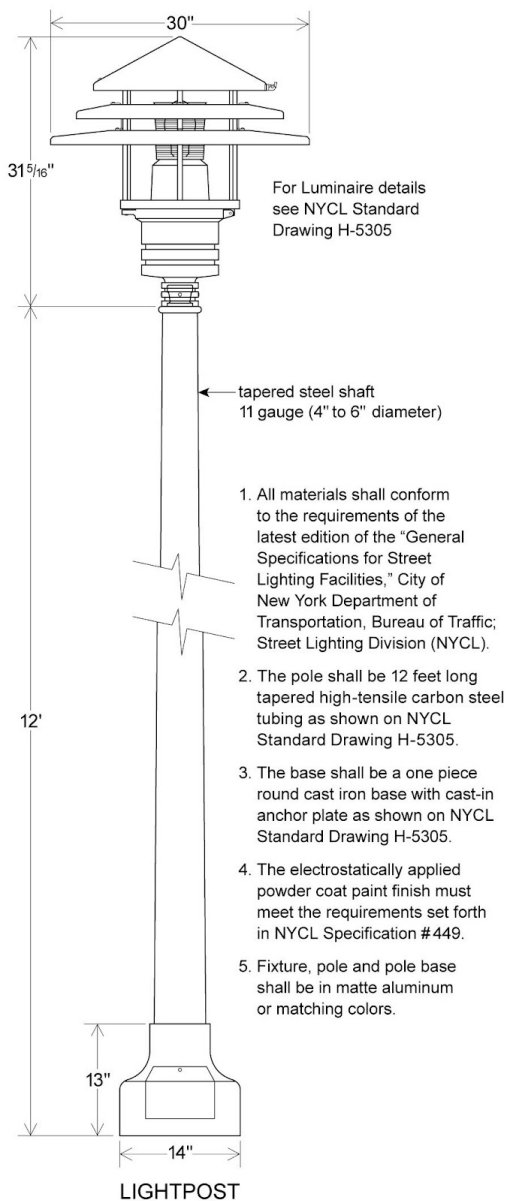 30"
31 5/16"
For Luminaire details
see NYCL Standard
Drawing H-5305
tapered steel shaft
11 gauge (4" to 6" diameter)
1. All materials shall conform
to the requirements of the
latest edition of the “General
Specifications for Street
Lighting Facilities,” City of
New York Department of
Transportation, Bureau of Traffic;
Street Lighting Division (NYCL).
2. The pole shall be 12 feet long
tapered high-tensile carbon steel
tubing as shown on NYCL
Standard Drawing H-5305.
12'
3. The base shall be a one piece
round cast iron base with cast-in
anchor plate as shown on NYCL
Standard Drawing H-5305.
4. The electrostatically applied
powder coat paint finish must
meet the requirements set forth
in NYCL Specification #449.
5. Fixture, pole and pole base
shall be in matte aluminum
or matching colors.
13"
14"
LIGHTPOST